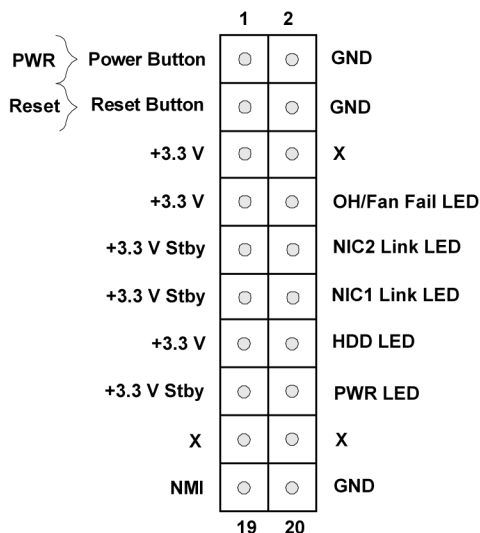 1 2
PWR Power Button GND
Reset Reset Button GND
+3.3 V X
+3.3 V OH/Fan Fail LED
+3.3 V Stby NIC2 Link LED
+3.3 V Stby NIC1 Link LED
+3.3 V HDD LED
+3.3 V Stby PWR LED
X X
NMI GND
19 20